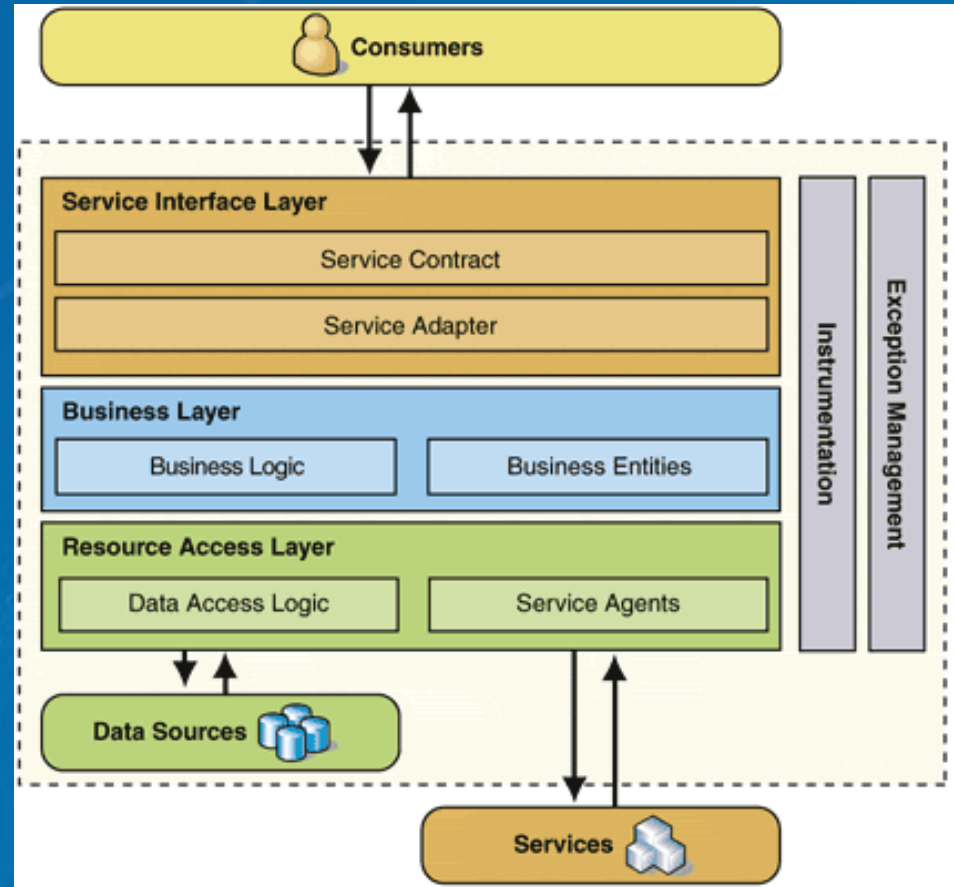 Consumers
Service Interface Layer
Service Contract
Service Adapter
Business Layer
Business Logic
Business Entities
Resource Access Layer
Data Access Logic
Service Agents
Instrumentation
Exception Management
Data Sources
Services